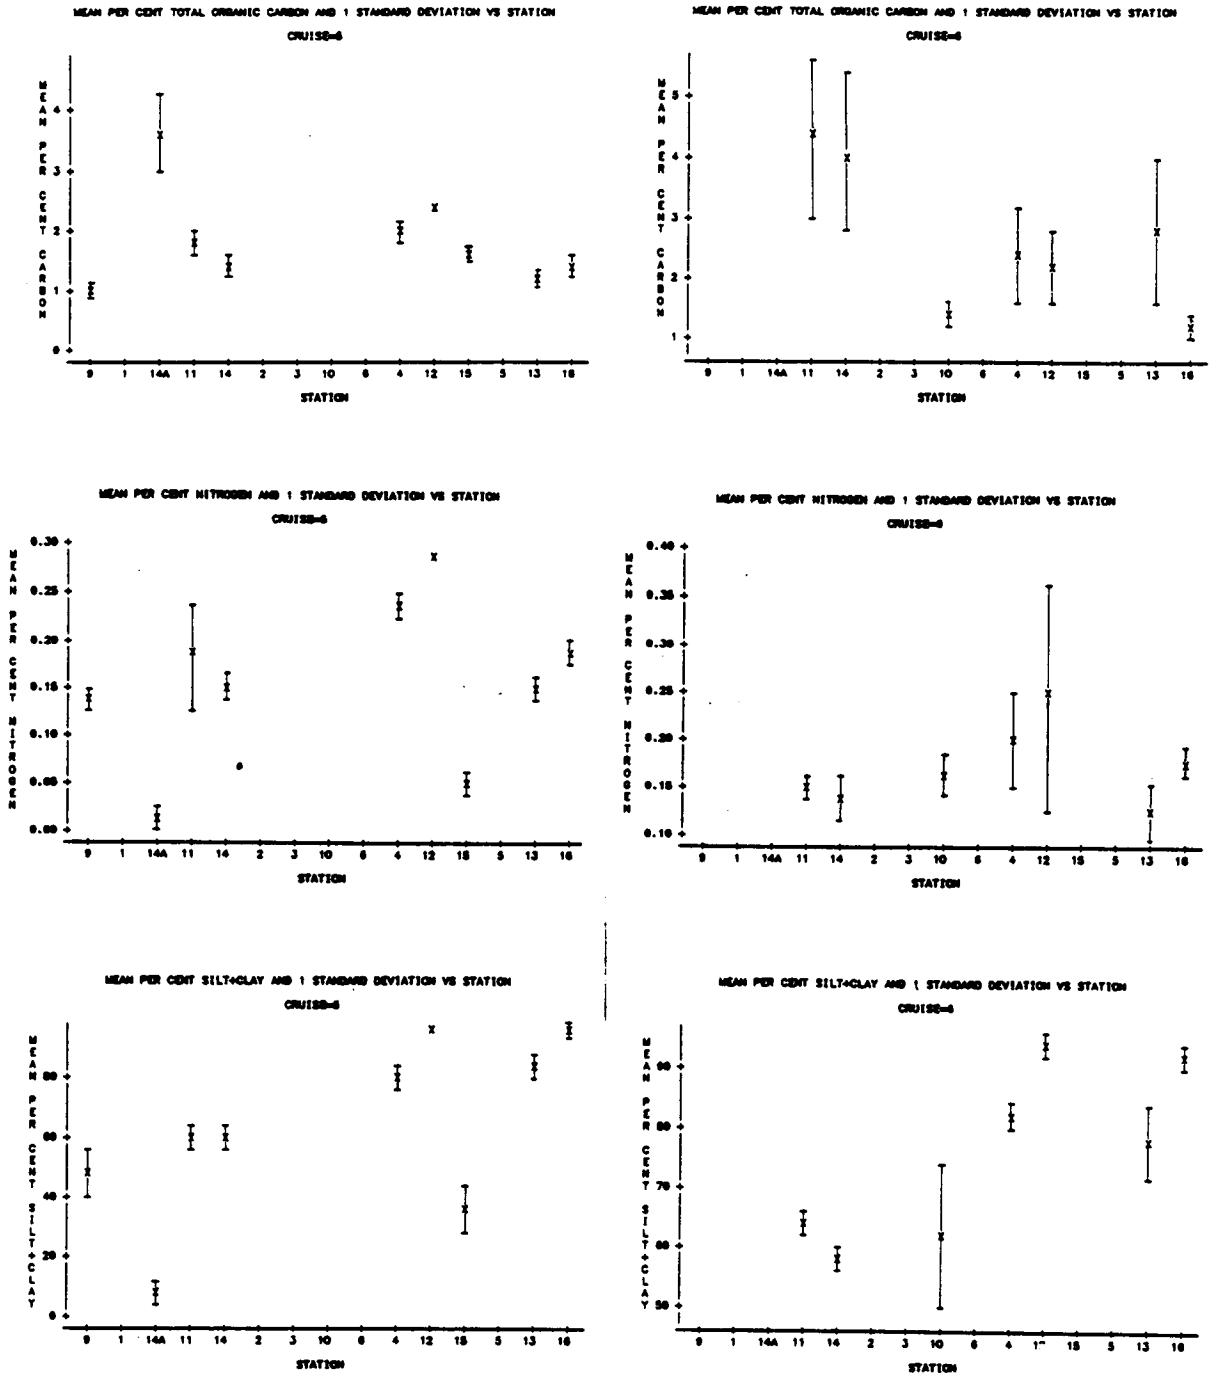 MEAN PER CENT TOTAL ORGANIC CARBON AND 1 STANDARD DEVIATION VS STATION
CRUISE=6
MEAN PER CENT CARBON
4
3
2
1
0
9 1 14A 11 14 2 3 10 6 4 12 15 5 13 16
STATION
MEAN PER CENT TOTAL ORGANIC CARBON AND 1 STANDARD DEVIATION VS STATION
CRUISE=6
MEAN PER CENT CARBON
5
4
3
2
1
9 1 14A 11 14 2 3 10 6 4 12 15 5 13 16
STATION
MEAN PER CENT NITROGEN AND 1 STANDARD DEVIATION VS STATION
CRUISE=6
MEAN PER CENT NITROGEN
0.30
0.25
0.20
0.15
0.10
0.05
0.00
9 1 14A 11 14 2 3 10 6 4 12 15 5 13 16
STATION
MEAN PER CENT NITROGEN AND 1 STANDARD DEVIATION VS STATION
CRUISE=6
MEAN PER CENT NITROGEN
0.40
0.35
0.30
0.25
0.20
0.15
0.10
9 1 14A 11 14 2 3 10 6 4 12 15 5 13 16
STATION
MEAN PER CENT SILT+CLAY AND 1 STANDARD DEVIATION VS STATION
CRUISE=6
MEAN PER CENT SILT+CLAY
80
60
40
20
0
9 1 14A 11 14 2 3 10 6 4 12 15 5 13 16
STATION
MEAN PER CENT SILT+CLAY AND 1 STANDARD DEVIATION VS STATION
CRUISE=6
MEAN PER CENT SILT+CLAY
90
80
70
60
50
9 1 14A 11 14 2 3 10 6 4 15 5 13 16
STATION